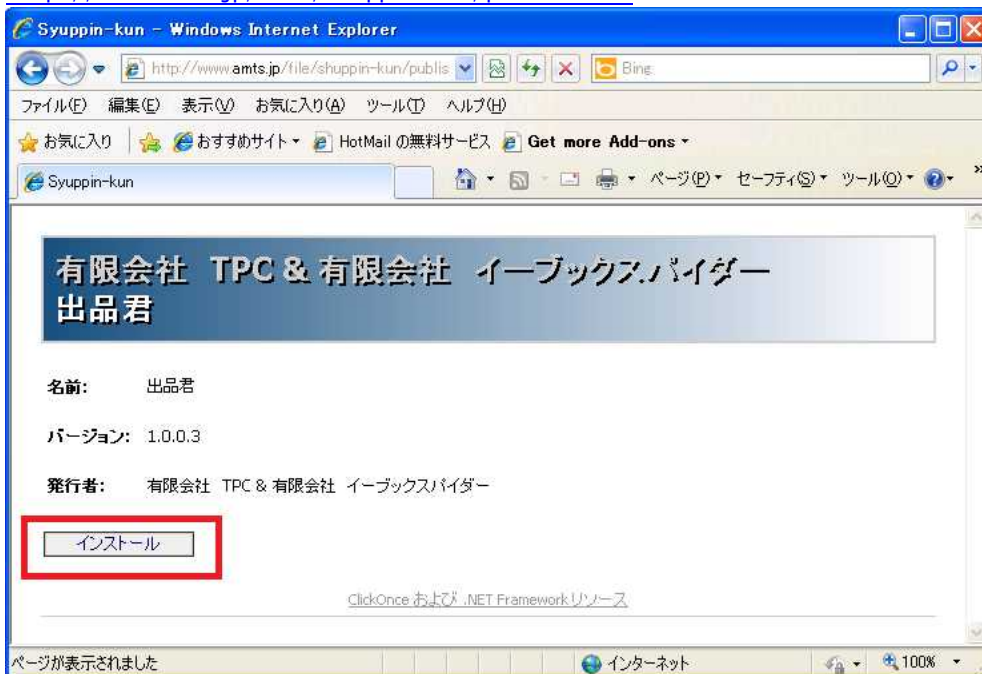 Syuppin-kun - Windows Internet Explorer
http://www.amts.jp/file/shuppin-kun/publis
Bing
ファイル(F) 編集(E) 表示(V) お気に入り(A) ツール(T) ヘルプ(H)
お気に入り おすすめサイト HotMail の無料サービス Get more Add-ons
Syuppin-kun ページ(P) セーフティ(S) ツール(O) »
有限会社 TPC & 有限会社 イーブックスパイダー
出品君
名前: 出品君
バージョン: 1.0.0.3
発行者: 有限会社 TPC & 有限会社 イーブックスパイダー
インストール
ClickOnce および .NET Framework リソース
ページが表示されました インターネット 100%